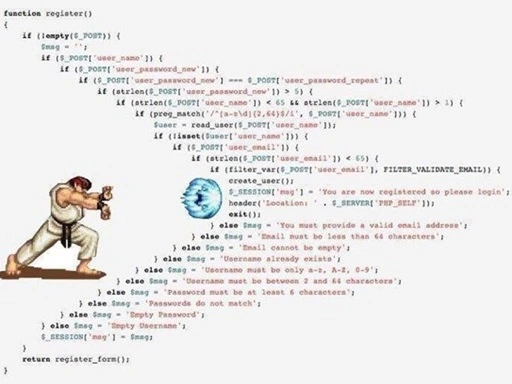 function register()
{
    if (!empty($_POST)) {
        $msg = '';
        if ($_POST['user_name']) {
            if ($_POST['user_password_new']) {
                if ($_POST['user_password_new'] === $_POST['user_password_repeat']) {
                    if (strlen($_POST['user_password_new']) > 5) {
                        if (strlen($_POST['user_name']) < 65 && strlen($_POST['user_name']) > 1) {
                            if (preg_match('/^[a-z\d]{2,64}$/i', $_POST['user_name'])) {
                                $user = read_user($_POST['user_name']);
                                if (!isset($user['user_name'])) {
                                    if ($_POST['user_email']) {
                                        if (strlen($_POST['user_email']) < 65) {
                                            if (filter_var($_POST['user_email'], FILTER_VALIDATE_EMAIL)) {
                                                create_user();
                                                $_SESSION['msg'] = 'You are now registered so please login';
                                                header('Location: ' . $_SERVER['PHP_SELF']);
                                                exit();
                                            } else $msg = 'You must provide a valid email address';
                                        } else $msg = 'Email must be less than 64 characters';
                                    } else $msg = 'Email cannot be empty';
                                } else $msg = 'Username already exists';
                            } else $msg = 'Username must be only a-z, A-Z, 0-9';
                        } else $msg = 'Username must be between 2 and 64 characters';
                    } else $msg = 'Password must be at least 6 characters';
                } else $msg = 'Passwords do not match';
            } else $msg = 'Empty Password';
        } else $msg = 'Empty Username';
        $_SESSION['msg'] = $msg;
    }
    return register_form();
}